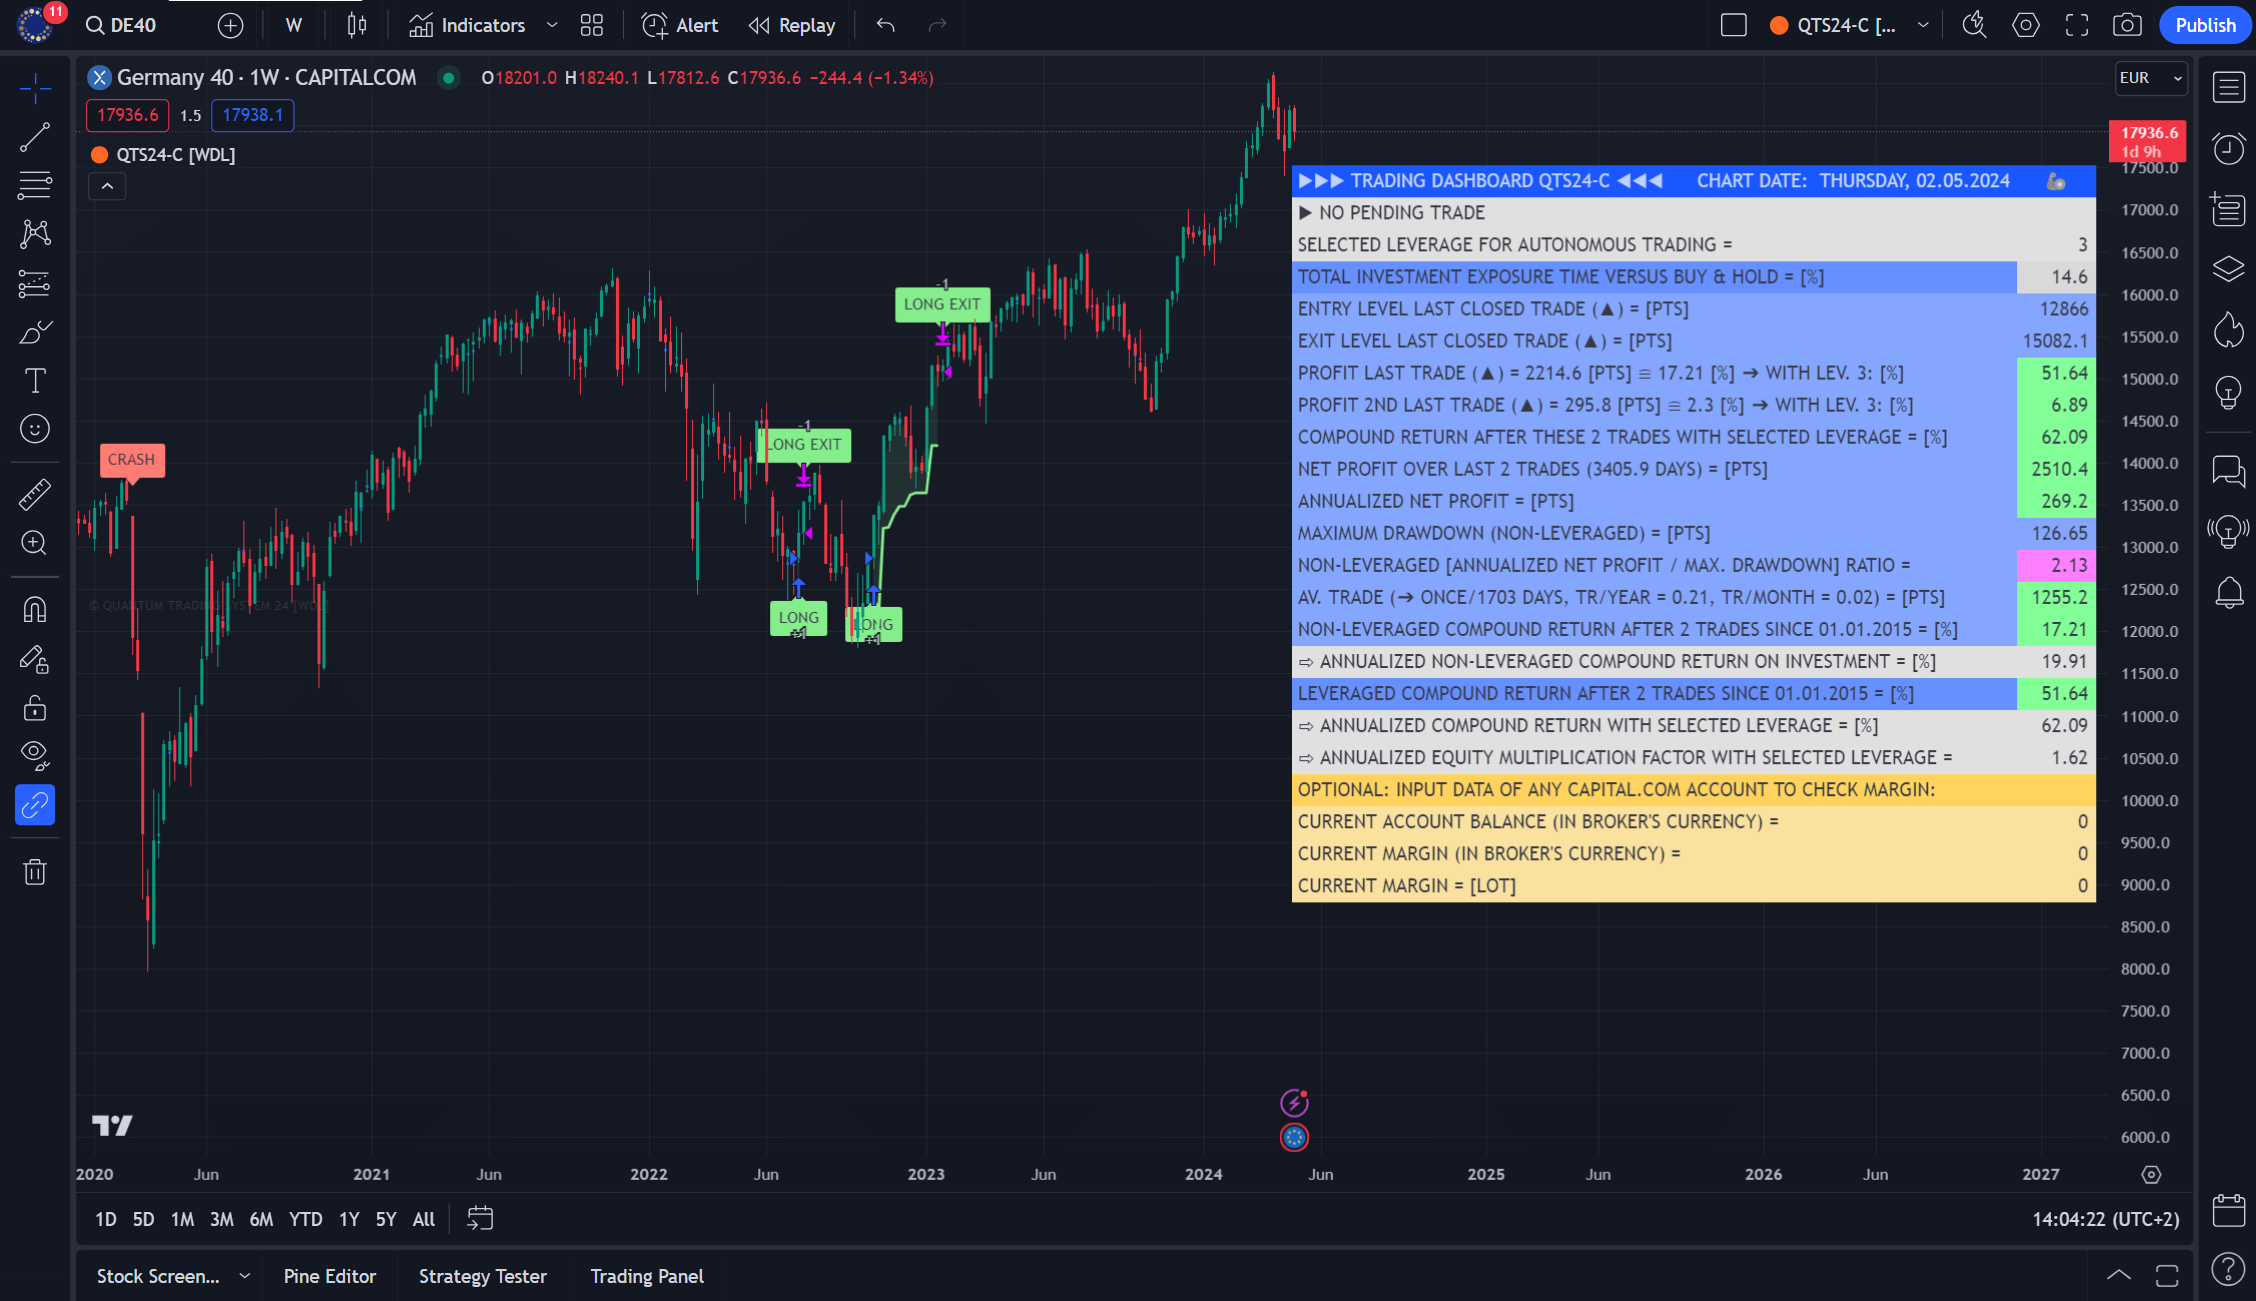 11
DE40
W
Indicators
Alert
Replay
QTS24-C [...
Publish
Germany 40 · 1W · CAPITALCOM
O18201.0 H18240.1 L17812.6 C17936.6 −244.4 (−1.34%)
EUR
17936.6
1.5
17938.1
17936.6
1d 9h
QTS24-C [WDL]
▶▶▶ TRADING DASHBOARD QTS24-C ◀◀◀ CHART DATE: THURSDAY, 02.05.2024
▶ NO PENDING TRADE
SELECTED LEVERAGE FOR AUTONOMOUS TRADING = 3
TOTAL INVESTMENT EXPOSURE TIME VERSUS BUY & HOLD = [%] 14.6
ENTRY LEVEL LAST CLOSED TRADE (▲) = [PTS] 12866
EXIT LEVEL LAST CLOSED TRADE (▲) = [PTS] 15082.1
PROFIT LAST TRADE (▲) = 2214.6 [PTS] ≡ 17.21 [%] ➔ WITH LEV. 3: [%] 51.64
PROFIT 2ND LAST TRADE (▲) = 295.8 [PTS] ≡ 2.3 [%] ➔ WITH LEV. 3: [%] 6.89
COMPOUND RETURN AFTER THESE 2 TRADES WITH SELECTED LEVERAGE = [%] 62.09
NET PROFIT OVER LAST 2 TRADES (3405.9 DAYS) = [PTS] 2510.4
ANNUALIZED NET PROFIT = [PTS] 269.2
MAXIMUM DRAWDOWN (NON-LEVERAGED) = [PTS] 126.65
NON-LEVERAGED [ANNUALIZED NET PROFIT / MAX. DRAWDOWN] RATIO = 2.13
AV. TRADE (➔ ONCE/1703 DAYS, TR/YEAR = 0.21, TR/MONTH = 0.02) = [PTS] 1255.2
NON-LEVERAGED COMPOUND RETURN AFTER 2 TRADES SINCE 01.01.2015 = [%] 17.21
⇨ ANNUALIZED NON-LEVERAGED COMPOUND RETURN ON INVESTMENT = [%] 19.91
LEVERAGED COMPOUND RETURN AFTER 2 TRADES SINCE 01.01.2015 = [%] 51.64
⇨ ANNUALIZED COMPOUND RETURN WITH SELECTED LEVERAGE = [%] 62.09
⇨ ANNUALIZED EQUITY MULTIPLICATION FACTOR WITH SELECTED LEVERAGE = 1.62
OPTIONAL: INPUT DATA OF ANY CAPITAL.COM ACCOUNT TO CHECK MARGIN:
CURRENT ACCOUNT BALANCE (IN BROKER'S CURRENCY) = 0
CURRENT MARGIN (IN BROKER'S CURRENCY) = 0
CURRENT MARGIN = [LOT] 0
-1
LONG EXIT
-1
LONG EXIT
CRASH
© QUANTUM TRADING SYSTEM 24 [WDL]
LONG
+1
LONG
+1
17500.0
17000.0
16500.0
16000.0
15500.0
15000.0
14500.0
14000.0
13500.0
13000.0
12500.0
12000.0
11500.0
11000.0
10500.0
10000.0
9500.0
9000.0
8500.0
8000.0
7500.0
7000.0
6500.0
6000.0
2020 Jun 2021 Jun 2022 Jun 2023 Jun 2024 Jun 2025 Jun 2026 Jun 2027
1D 5D 1M 3M 6M YTD 1Y 5Y All
14:04:22 (UTC+2)
Stock Screen... Pine Editor Strategy Tester Trading Panel